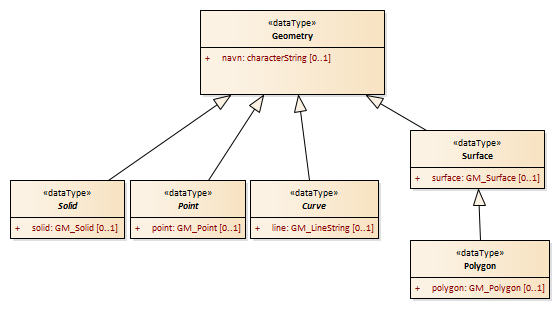 «dataType»
Geometry
+ navn: characterString [0..1]
«dataType»
Surface
+ surface: GM_Surface [0..1]
«dataType»
Solid
+ solid: GM_Solid [0..1]
«dataType»
Point
+ point: GM_Point [0..1]
«dataType»
Curve
+ line: GM_LineString [0..1]
«dataType»
Polygon
+ polygon: GM_Polygon [0..1]